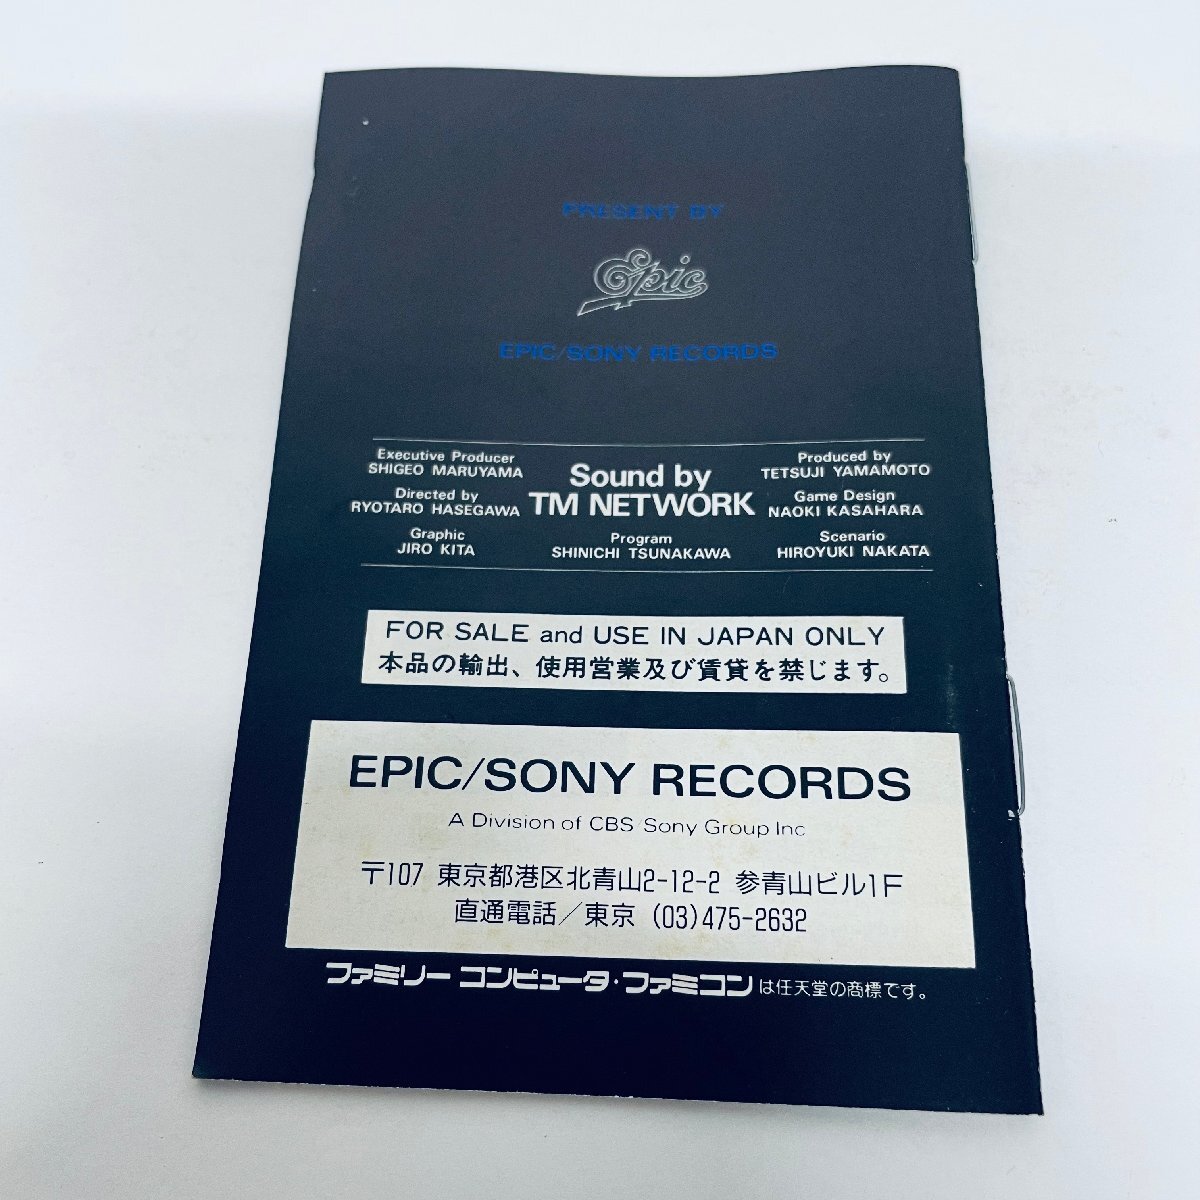 PRESENT BY
Epic
EPIC/SONY RECORDS
Executive Producer
SHIGEO MARUYAMA
Directed by
RYOTARO HASEGAWA
Graphic
JIRO KITA
Sound by
TM NETWORK
Program
SHINICHI TSUNAKAWA
Produced by
TETSUJI YAMAMOTO
Game Design
NAOKI KASAHARA
Scenario
HIROYUKI NAKATA
FOR SALE and USE IN JAPAN ONLY
本品の輸出、使用営業及び賃貸を禁じます。
EPIC/SONY RECORDS
A Division of CBS/Sony Group Inc
〒107 東京都港区北青山2-12-2 参青山ビル1F
直通電話／東京 (03)475-2632
ファミリー コンピュータ・ファミコンは任天堂の商標です。